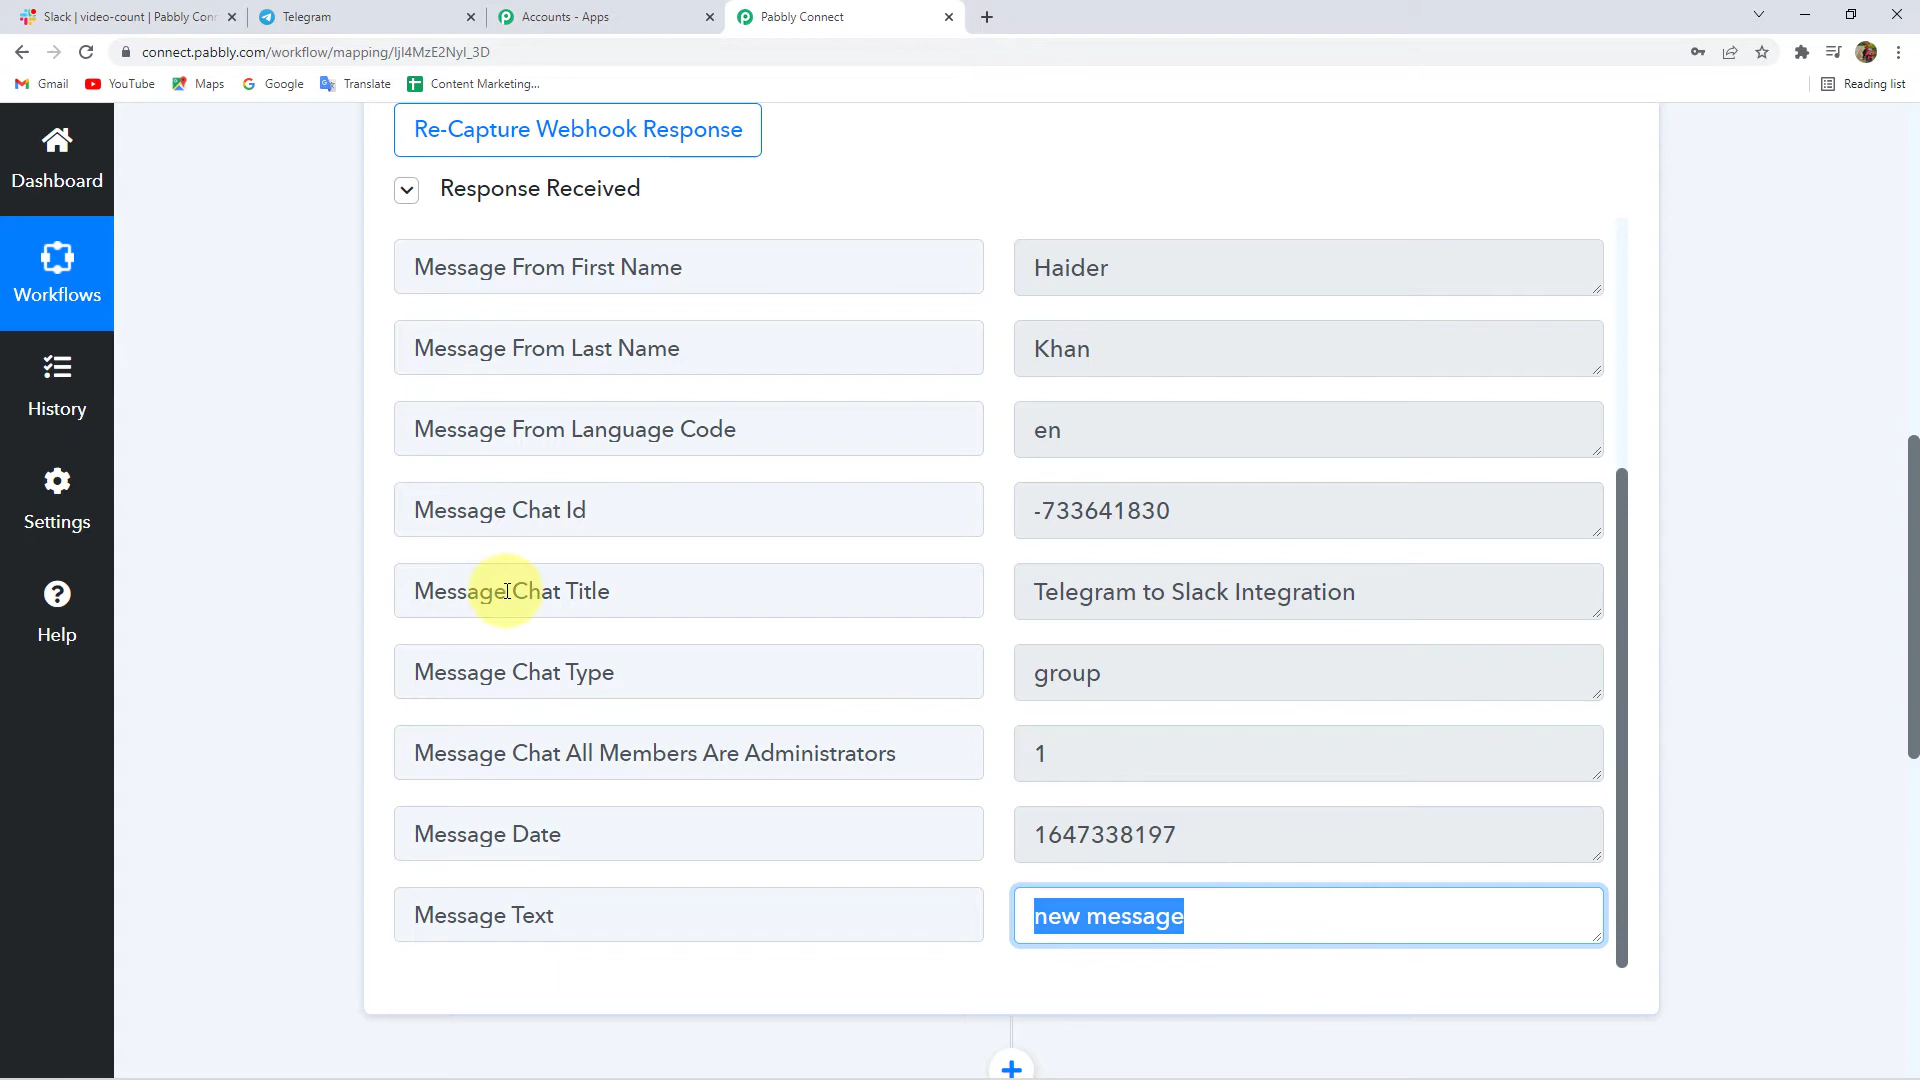 Slack | video-count | Pabbly Con
Telegram
Accounts - Apps
Pabbly Connect
connect.pabbly.com/workflow/mapping/IjI4MzE2NyI_3D
Gmail
YouTube
Maps
Google
Translate
Content Marketing...
Reading list
Dashboard
Workflows
History
Settings
Help
Re-Capture Webhook Response
Response Received
Message From First Name
Haider
Message From Last Name
Khan
Message From Language Code
en
Message Chat Id
-733641830
Message Chat Title
Telegram to Slack Integration
Message Chat Type
group
Message Chat All Members Are Administrators
1
Message Date
1647338197
Message Text
new message